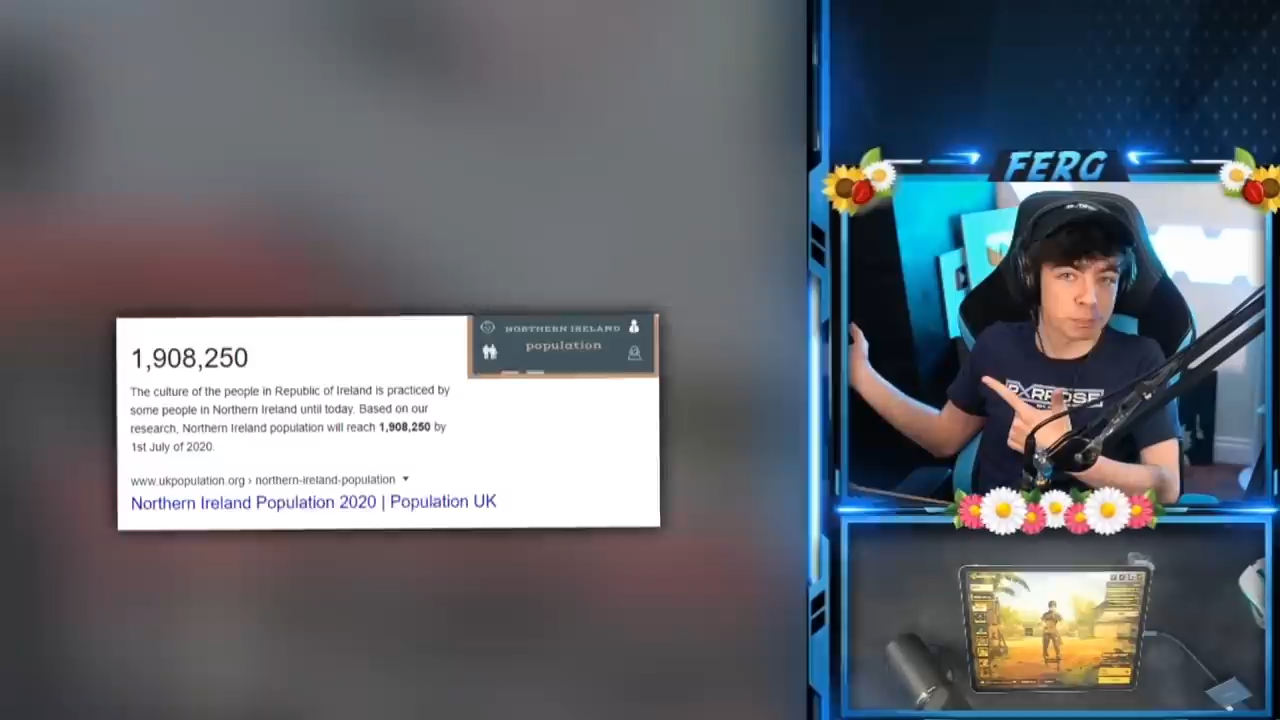 FERG
NORTHERN IRELAND
population
1,908,250
The culture of the people in Republic of Ireland is practiced by
some people in Northern Ireland until today. Based on our
research, Northern Ireland population will reach 1,908,250 by
1st July of 2020.
www.ukpopulation.org › northern-ireland-population
Northern Ireland Population 2020 | Population UK